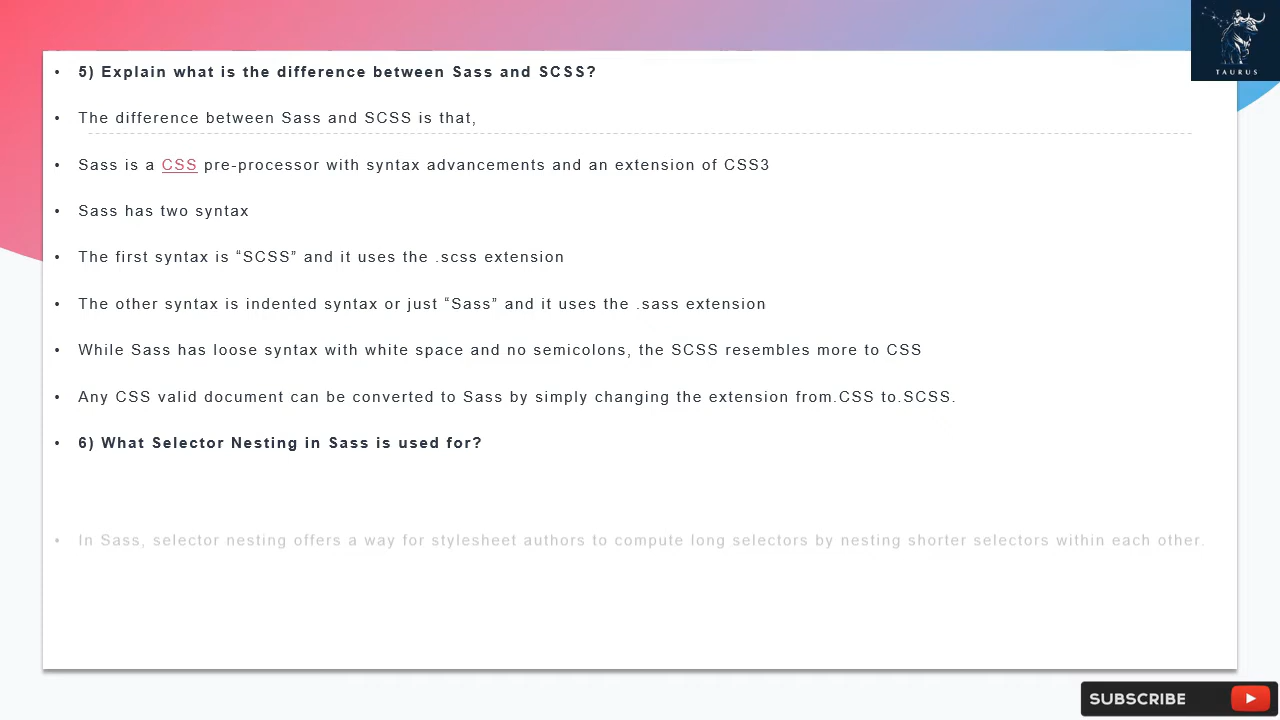 TAURUS
• 5) Explain what is the difference between Sass and SCSS?
• The difference between Sass and SCSS is that,
• Sass is a CSS pre-processor with syntax advancements and an extension of CSS3
• Sass has two syntax
• The first syntax is “SCSS” and it uses the .scss extension
• The other syntax is indented syntax or just “Sass” and it uses the .sass extension
• While Sass has loose syntax with white space and no semicolons, the SCSS resembles more to CSS
• Any CSS valid document can be converted to Sass by simply changing the extension from.CSS to.SCSS.
• 6) What Selector Nesting in Sass is used for?
• In Sass, selector nesting offers a way for stylesheet authors to compute long selectors by nesting shorter selectors within each other.
SUBSCRIBE